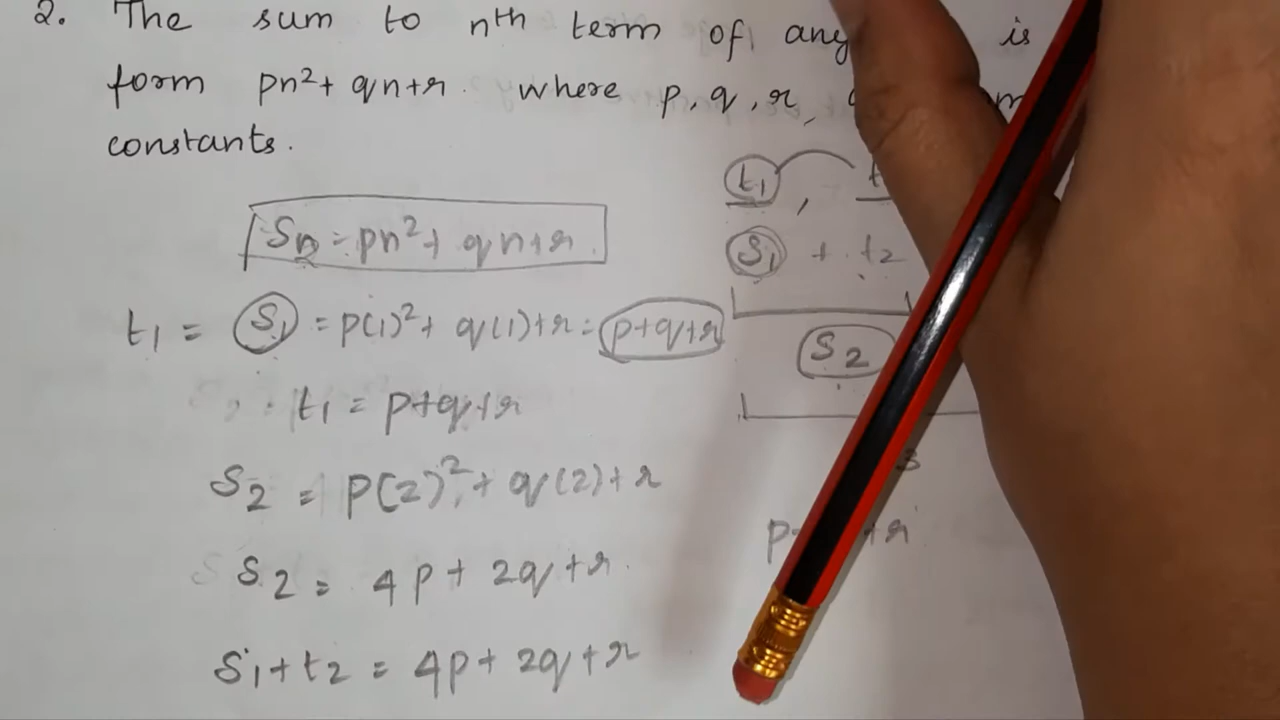 2. The sum to nth term of any is
form pn²+ qn+r. where p, q, r,
constants.
t₁ ,
Sₙ = pn²+ qn+r.
S₁ + t₂
t₁ = S₁ = p(1)²+ q(1)+r = p+q+r
S₂
∴ t₁ = p+q+r
S₂ = p(2)²+ q(2)+r
S₂ = 4p+ 2q+r.
S₁+t₂ = 4p+ 2q+r